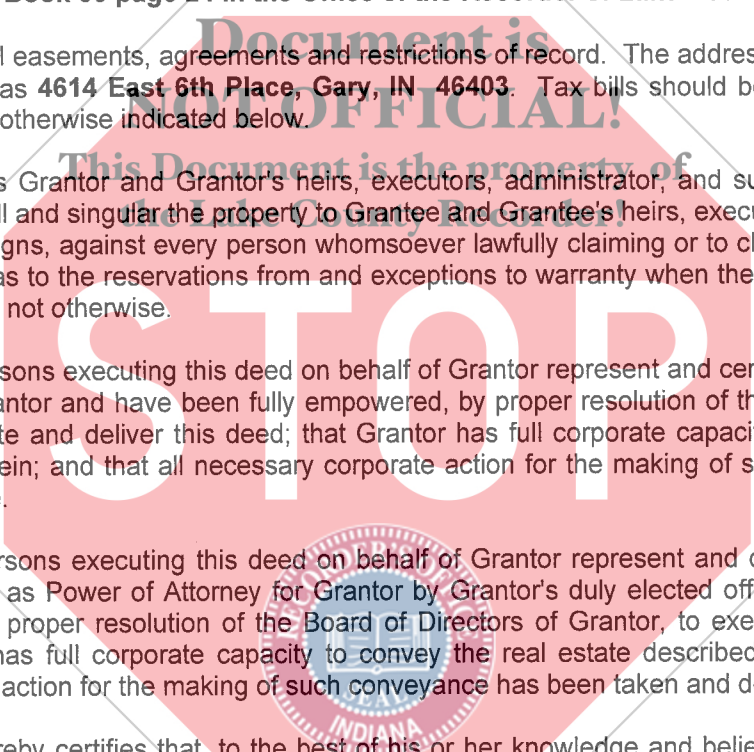 Document is
l easements, agreements and restrictions of record. The addres
as 4614 East 6th Place, Gary, IN 46403. Tax bills should b
NOT OFFICIAL!
otherwise indicated below.
This Document is the property of
s Grantor and Grantor's heirs, executors, administrator, and su
the Lake County Recorder!
ll and singular the property to Grantee and Grantee's heirs, execu
gns, against every person whomsoever lawfully claiming or to cl
as to the reservations from and exceptions to warranty when the
not otherwise.
STOP
sons executing this deed on behalf of Grantor represent and cer
antor and have been fully empowered, by proper resolution of th
te and deliver this deed; that Grantor has full corporate capaci
ein; and that all necessary corporate action for the making of s
e.
rsons executing this deed on behalf of Grantor represent and c
as Power of Attorney for Grantor by Grantor's duly elected off
proper resolution of the Board of Directors of Grantor, to exe
has full corporate capacity to convey the real estate described
action for the making of such conveyance has been taken and d
RECORDER'S OFFICE
SEAL
INDIANA
reby certifies that, to the best of his or her knowledge and belie